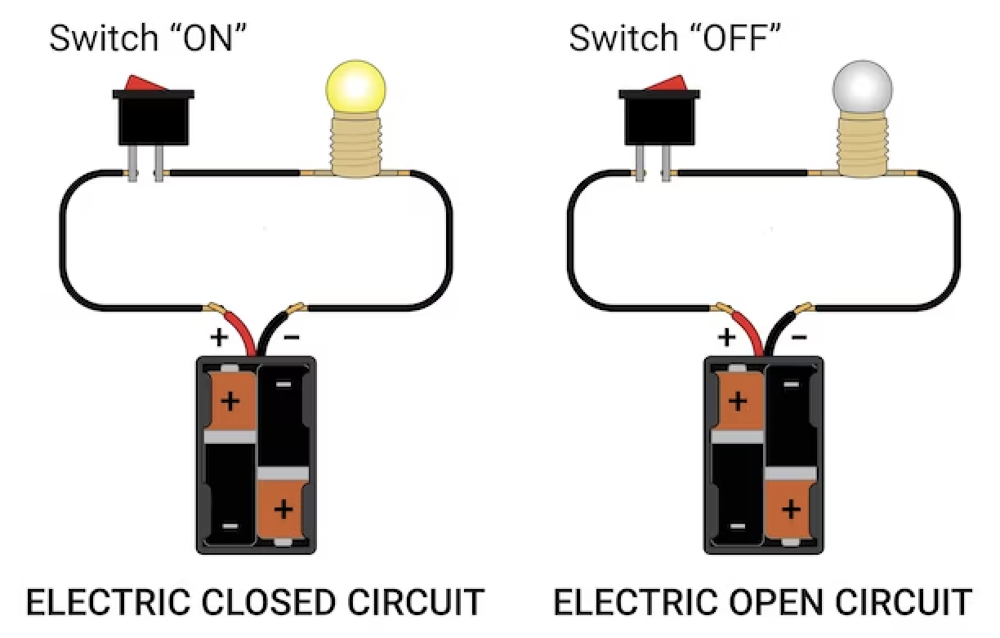 Switch “ON”
Switch “OFF”
+ −
+ −
+ −
+ −
− +
− +
ELECTRIC CLOSED CIRCUIT
ELECTRIC OPEN CIRCUIT